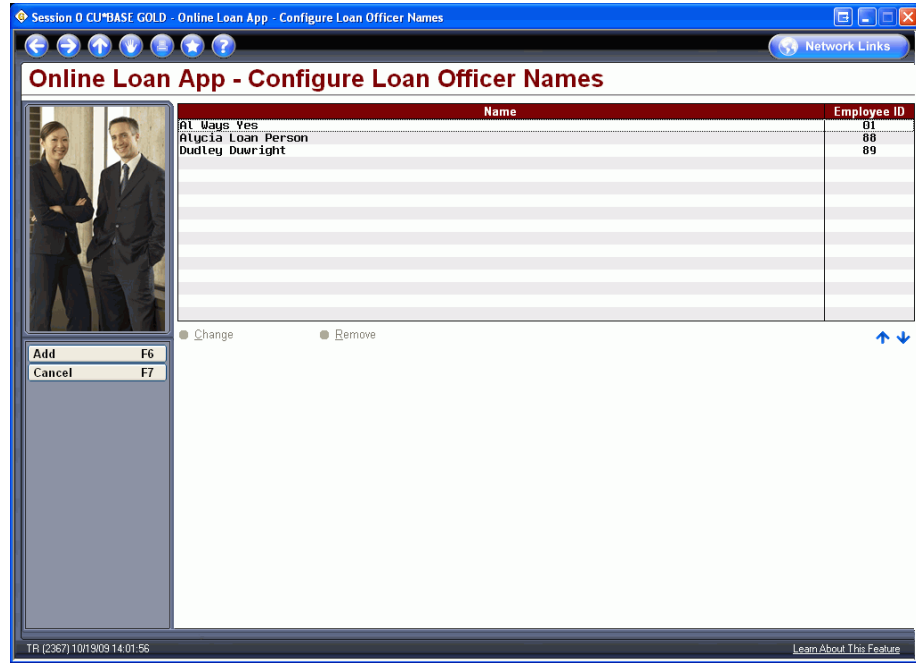 Session 0 CU*BASE GOLD - Online Loan App - Configure Loan Officer Names
Network Links
Online Loan App - Configure Loan Officer Names
Name Employee ID
Al Ways Yes 01
Alycia Loan Person 88
Dudley Duwright 89
Change Remove
Add F6
Cancel F7
TR (2367) 10/19/09 14:01:56 Learn About This Feature